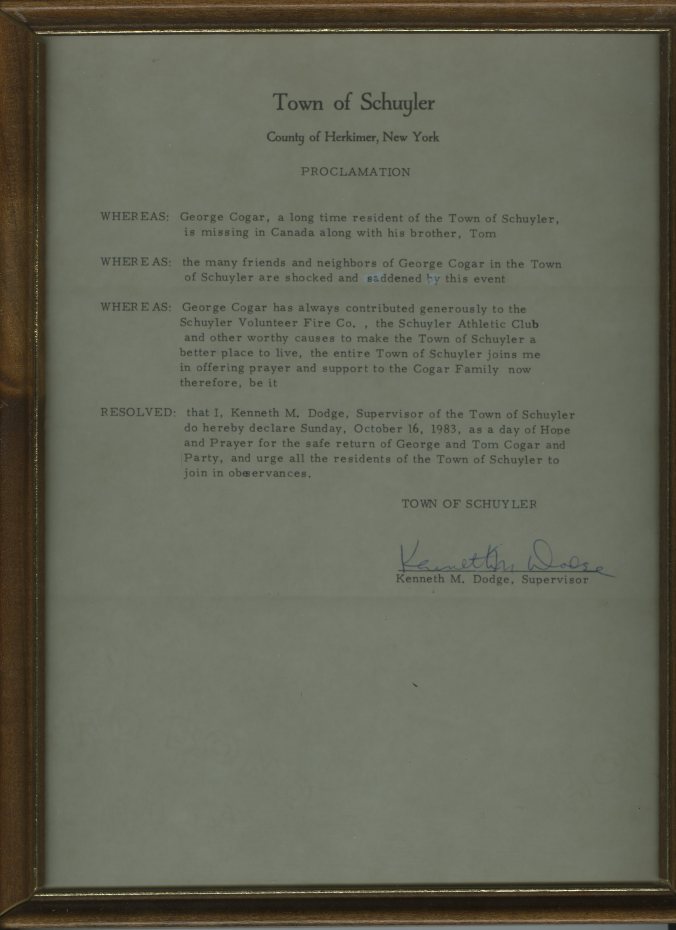 Town of Schuyler
County of Herkimer, New York
PROCLAMATION
WHEREAS: George Cogar, a long time resident of the Town of Schuyler,
is missing in Canada along with his brother, Tom
WHEREAS: the many friends and neighbors of George Cogar in the Town
of Schuyler are shocked and saddened by this event
WHEREAS: George Cogar has always contributed generously to the
Schuyler Volunteer Fire Co. , the Schuyler Athletic Club
and other worthy causes to make the Town of Schuyler a
better place to live, the entire Town of Schuyler joins me
in offering prayer and support to the Cogar Family now
therefore, be it
RESOLVED: that I, Kenneth M. Dodge, Supervisor of the Town of Schuyler
do hereby declare Sunday, October 16, 1983, as a day of Hope
and Prayer for the safe return of George and Tom Cogar and
Party, and urge all the residents of the Town of Schuyler to
join in observances.
TOWN OF SCHUYLER
Kenneth M Dodge
Kenneth M. Dodge, Supervisor